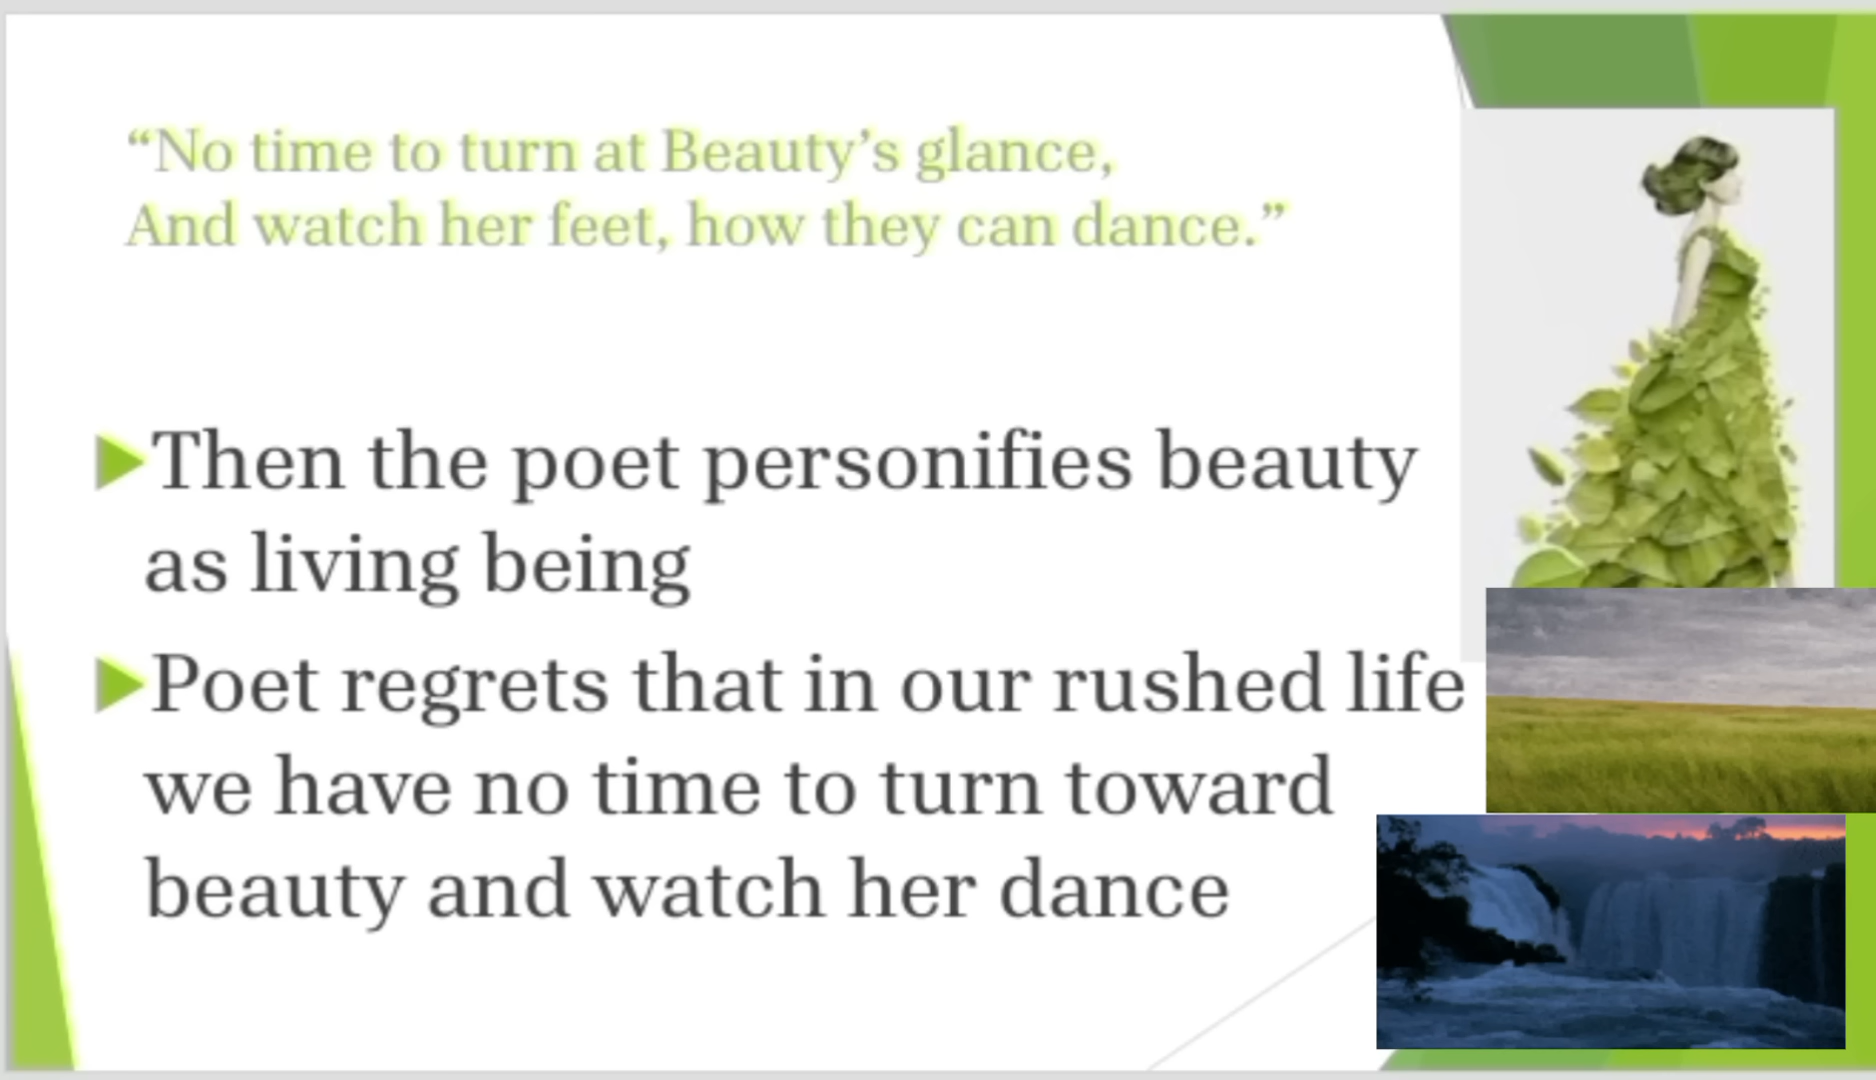 “No time to turn at Beauty’s glance,
And watch her feet, how they can dance.”
Then the poet personifies beauty
as living being
Poet regrets that in our rushed life
we have no time to turn toward
beauty and watch her dance